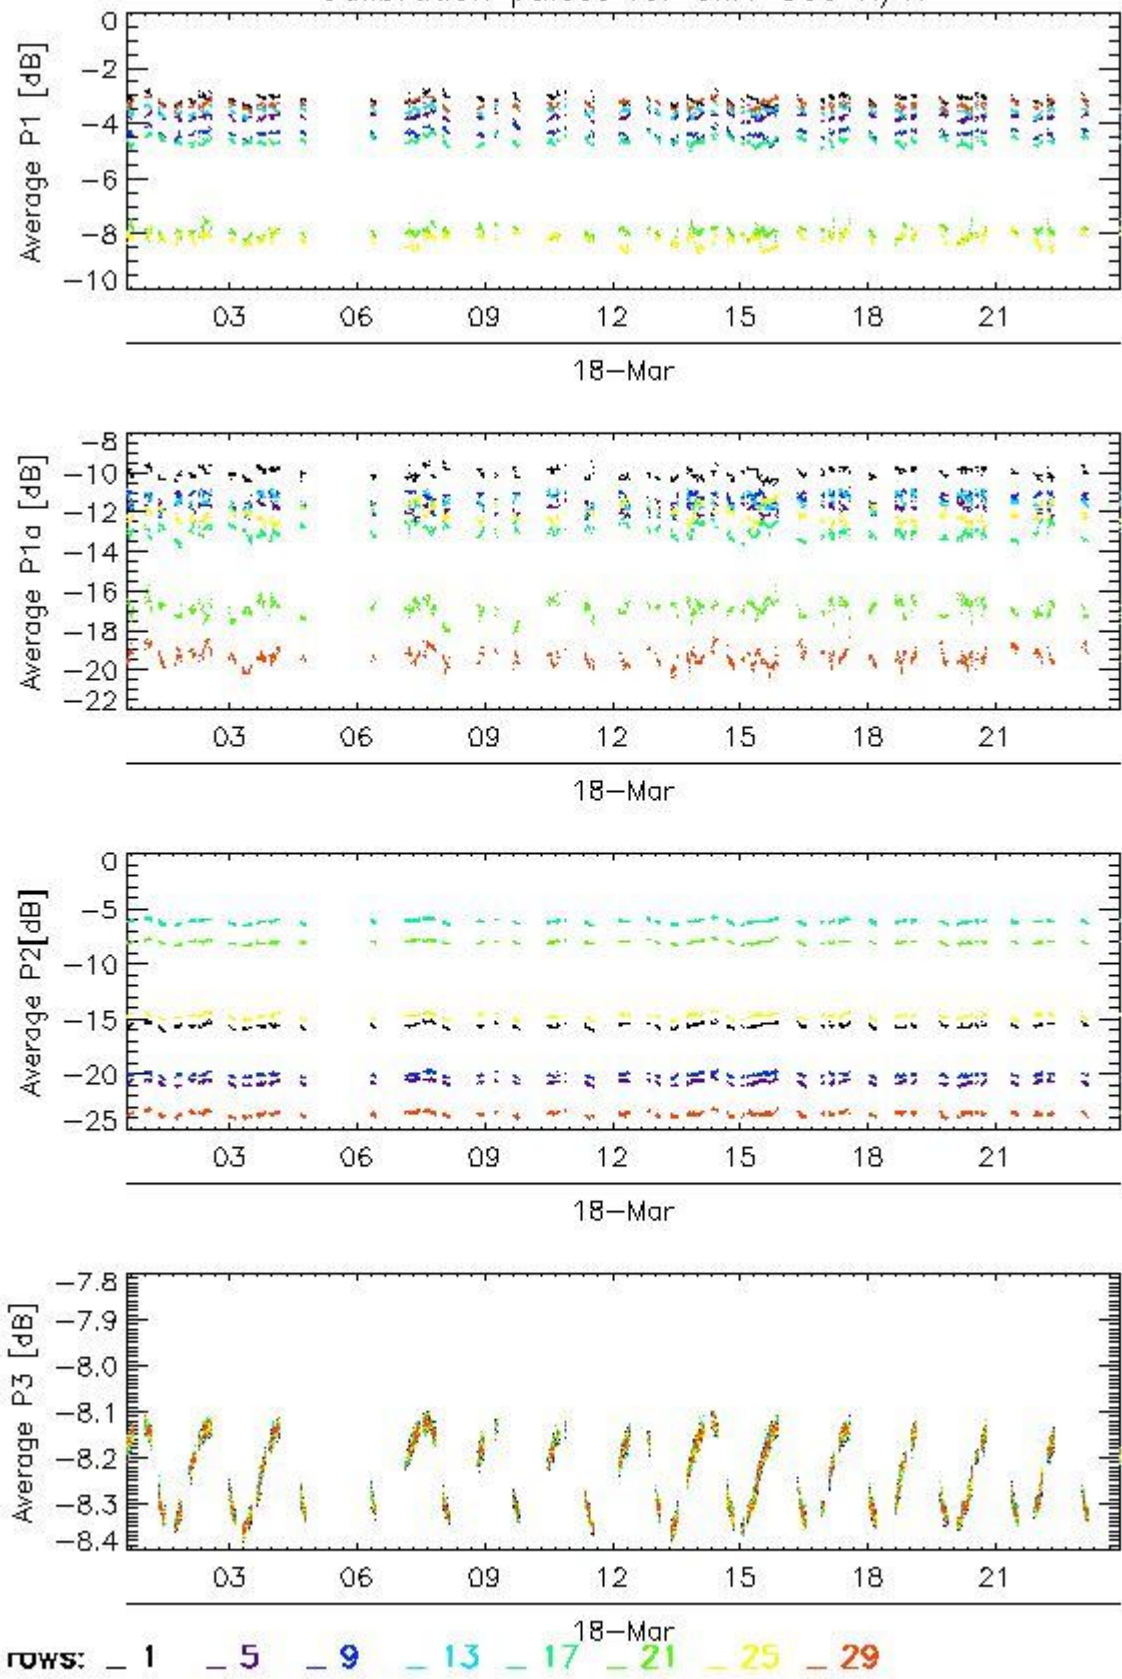 0
-2
-4
-6
-8
-10
Average P1 [dB]
03 06 09 12 15 18 21
18-Mar
-8
-10
-12
-14
-16
-18
-20
-22
Average P1a [dB]
03 06 09 12 15 18 21
18-Mar
0
-5
-10
-15
-20
-25
Average P2[dB]
03 06 09 12 15 18 21
18-Mar
-7.8
-7.9
-8.0
-8.1
-8.2
-8.3
-8.4
Average P3 [dB]
03 06 09 12 15 18 21
18-Mar
rows: _ 1 _ 5 _ 9 _ 13 _ 17 _ 21 _ 25 _ 29